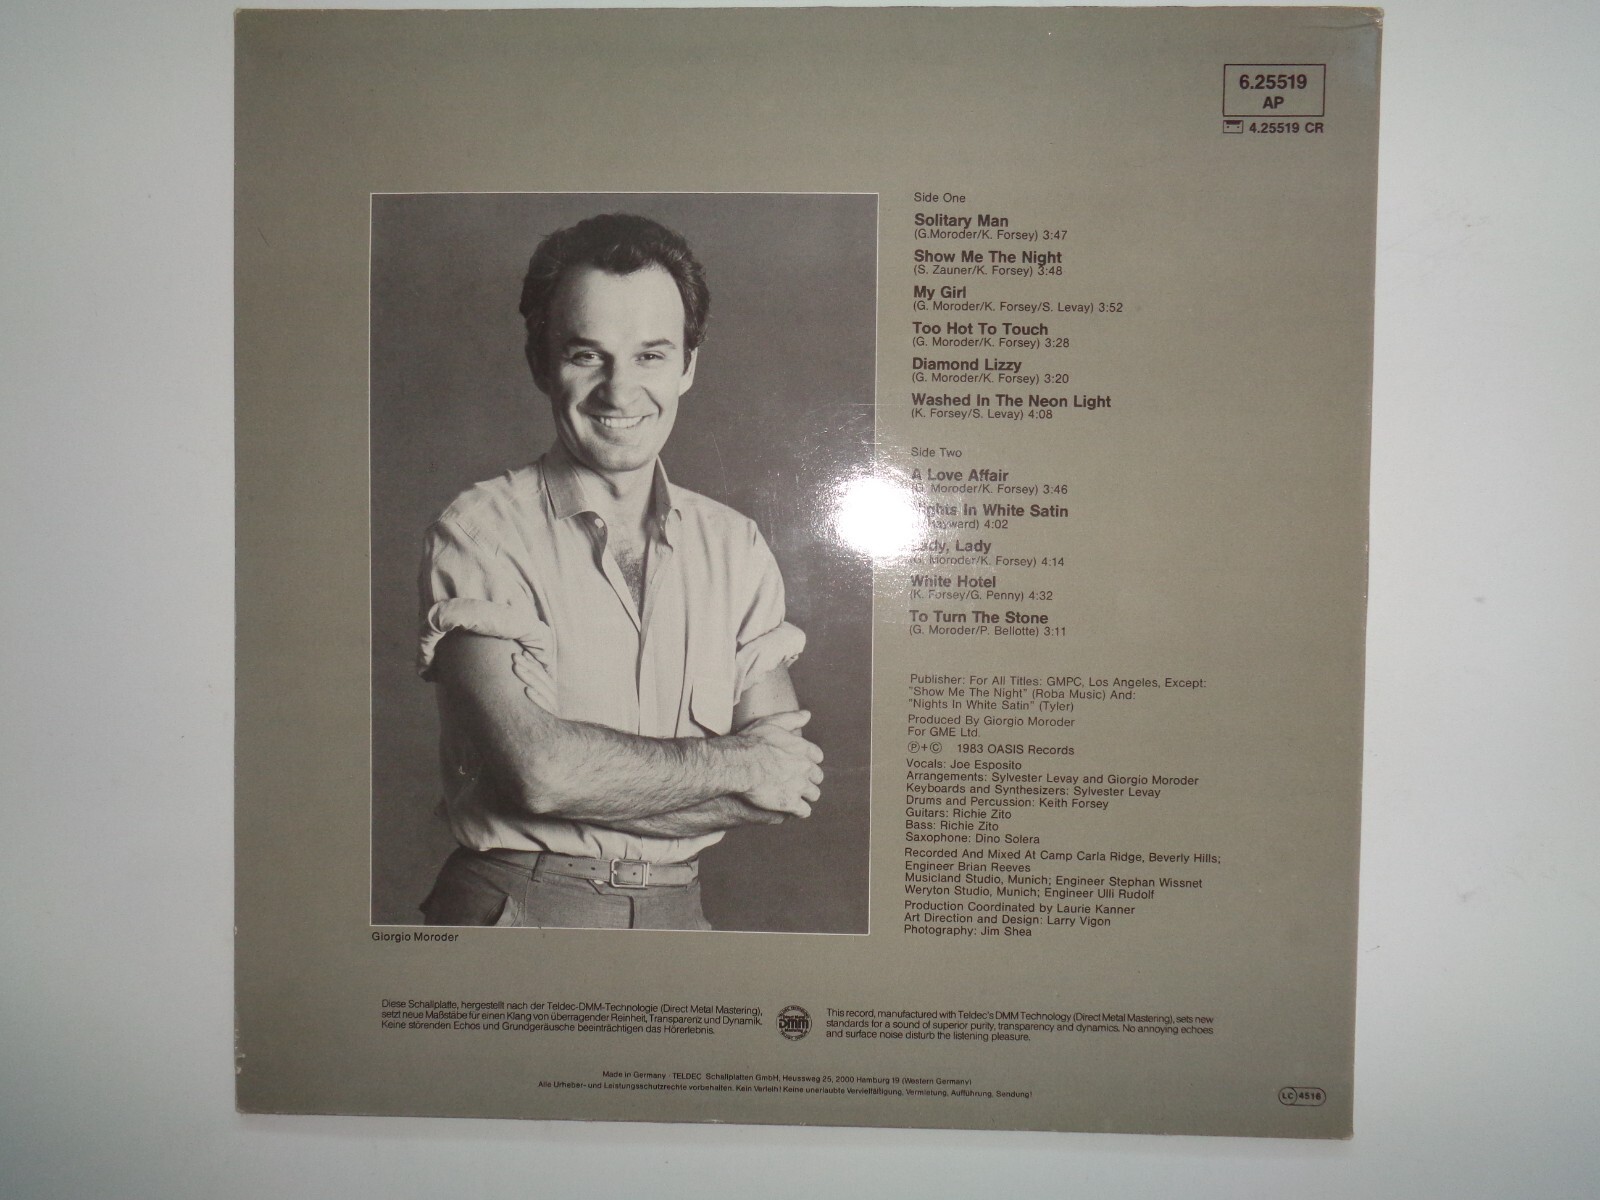 6.25519
AP
4.25519 CR
Side One
Solitary Man
(G.Moroder/K. Forsey) 3:47
Show Me The Night
(S. Zauner/K. Forsey) 3:48
My Girl
(G. Moroder/K. Forsey/S. Levay) 3:52
Too Hot To Touch
(G. Moroder/K. Forsey) 3:28
Diamond Lizzy
(G. Moroder/K. Forsey) 3:20
Washed In The Neon Light
(K. Forsey/S. Levay) 4:08
Side Two
A Love Affair
(G. Moroder/K. Forsey) 3:46
Nights In White Satin
Hayward) 4:02
Lady, Lady
(G. Moroder/K. Forsey) 4:14
White Hotel
(K. Forsey/G. Penny) 4:32
To Turn The Stone
(G. Moroder/P. Bellotte) 3:11
Publisher: For All Titles: GMPC, Los Angeles, Except:
"Show Me The Night" (Roba Music) And:
"Nights In White Satin" (Tyler)
Produced By Giorgio Moroder
For GME Ltd.
Ⓟ+© 1983 OASIS Records
Vocals: Joe Esposito
Arrangements: Sylvester Levay and Giorgio Moroder
Keyboards and Synthesizers: Sylvester Levay
Drums and Percussion: Keith Forsey
Guitars: Richie Zito
Bass: Richie Zito
Saxophone: Dino Solera
Recorded And Mixed At Camp Carla Ridge, Beverly Hills;
Engineer Brian Reeves
Musicland Studio, Munich; Engineer Stephan Wissnet
Weryton Studio, Munich; Engineer Ulli Rudolf
Production Coordinated by Laurie Kanner
Art Direction and Design: Larry Vigon
Photography: Jim Shea
Giorgio Moroder
Diese Schallplatte, hergestellt nach der Teldec-DMM-Technologie (Direct Metal Mastering),
setzt neue Maßstäbe für einen Klang von überragender Reinheit, Transparenz und Dynamik.
Keine störenden Echos und Grundgeräusche beeinträchtigen das Hörerlebnis.
DMM
This record, manufactured with Teldec's DMM Technology (Direct Metal Mastering), sets new
standards for a sound of superior purity, transparency and dynamics. No annoying echoes
and surface noise disturb the listening pleasure.
Made in Germany · TELDEC Schallplatten GmbH, Heussweg 25, 2000 Hamburg 19 (Western Germany)
Alle Urheber- und Leistungsschutzrechte vorbehalten. Kein Verleih! Keine unerlaubte Vervielfältigung, Vermietung, Aufführung, Sendung!
LC 4516